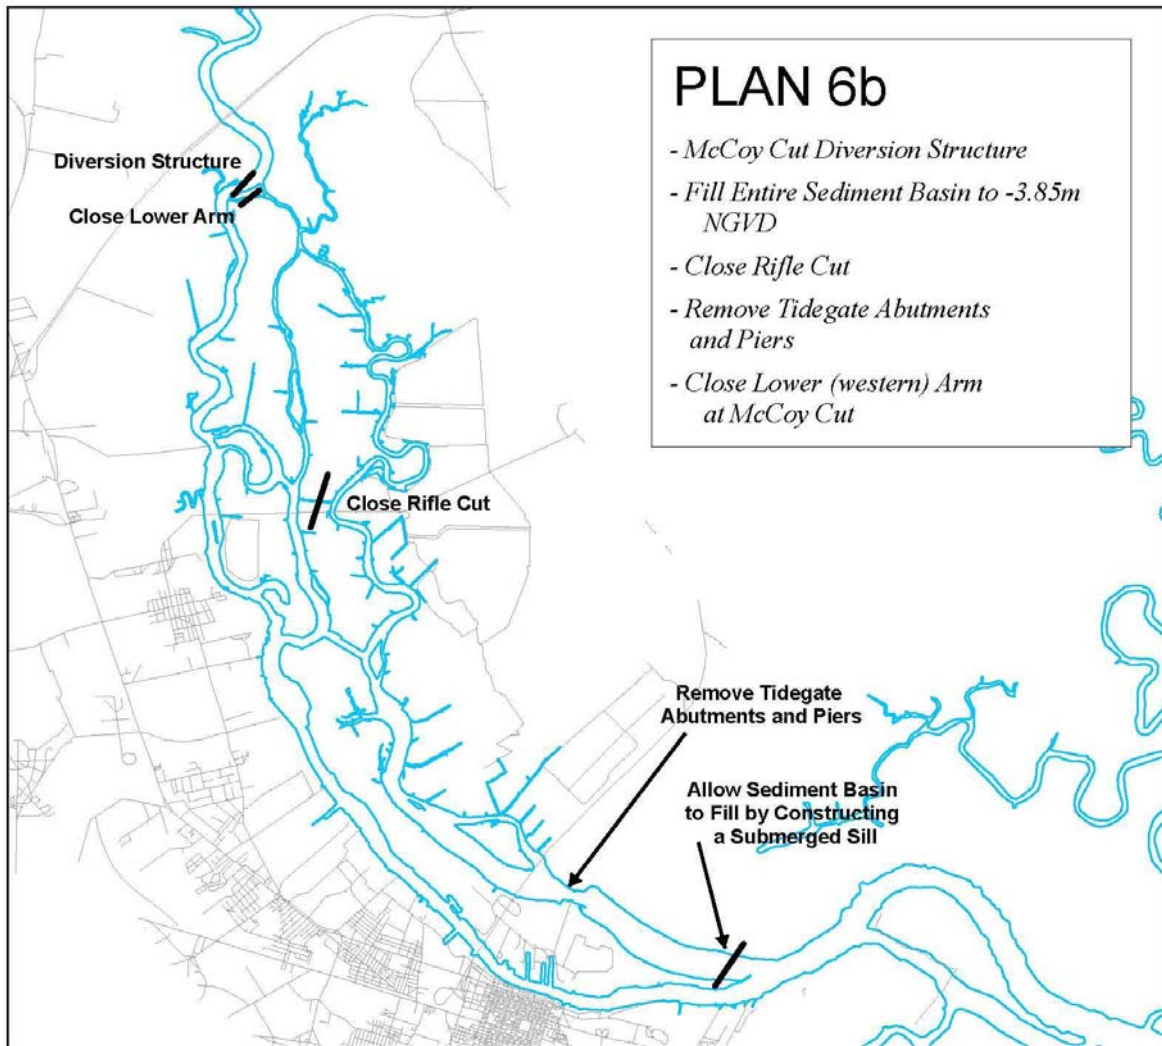 PLAN 6b
- McCoy Cut Diversion Structure
- Fill Entire Sediment Basin to -3.85m
NGVD
- Close Rifle Cut
- Remove Tidegate Abutments
and Piers
- Close Lower (western) Arm
at McCoy Cut
Diversion Structure
Close Lower Arm
Close Rifle Cut
Remove Tidegate
Abutments and Piers
Allow Sediment Basin
to Fill by Constructing
a Submerged Sill